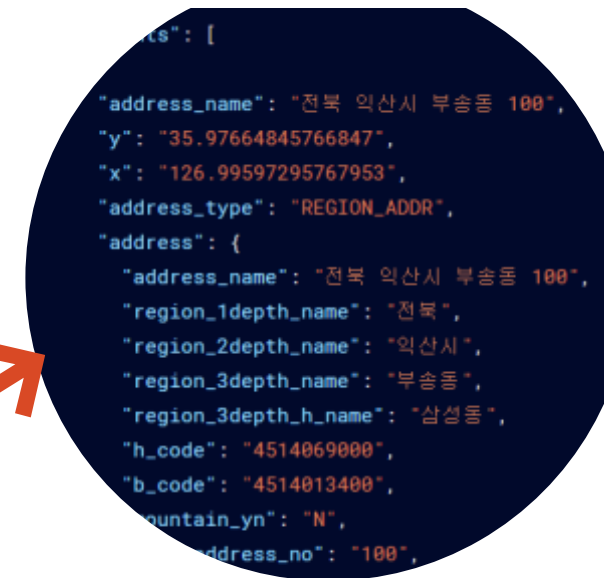 ts": [
"address_name": "전북 익산시 부송동 100",
"y": "35.97664845766847",
"x": "126.99597295767953",
"address_type": "REGION_ADDR",
"address": {
"address_name": "전북 익산시 부송동 100",
"region_1depth_name": "전북",
"region_2depth_name": "익산시",
"region_3depth_name": "부송동",
"region_3depth_h_name": "삼성동",
"h_code": "4514069000",
"b_code": "4514013400",
ountain_yn": "N",
ddress_no": "100",